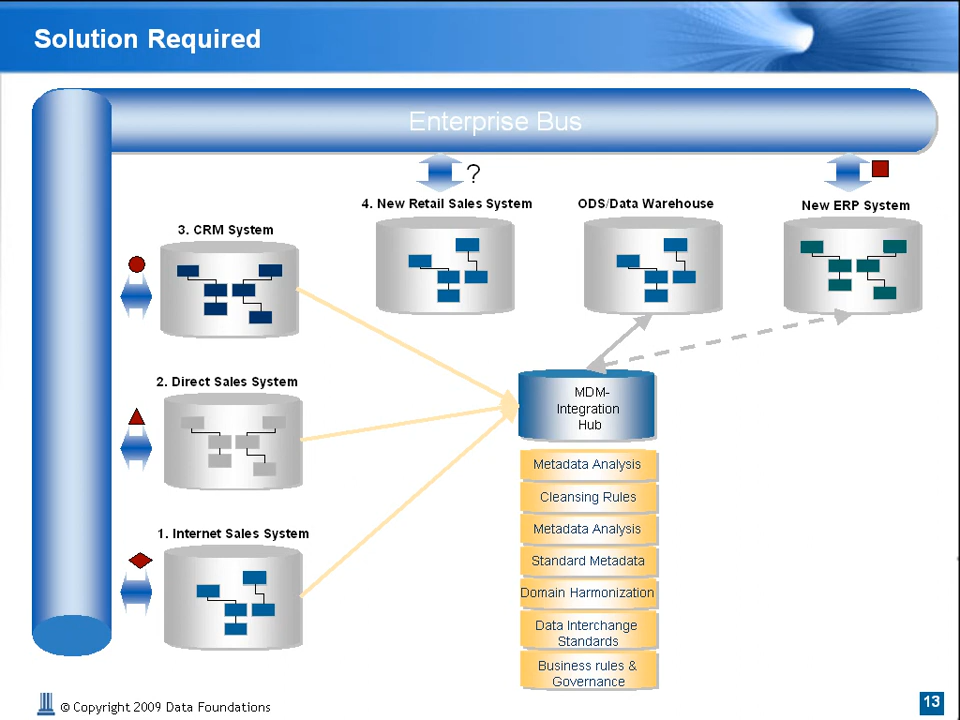 Solution Required
Enterprise Bus
?
4. New Retail Sales System
ODS/Data Warehouse
New ERP System
3. CRM System
2. Direct Sales System
MDM-
Integration
Hub
Metadata Analysis
Cleansing Rules
Metadata Analysis
1. Internet Sales System
Standard Metadata
Domain Harmonization
Data Interchange
Standards
Business rules &
Governance
© Copyright 2009 Data Foundations
13